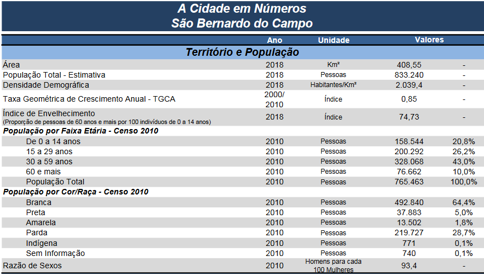 A Cidade em Números
São Bernardo do Campo
Ano Unidade Valores
Território e População
Área 2018 Km² 408,55 -
População Total - Estimativa 2018 Pessoas 833.240 -
Densidade Demográfica 2018 Habitantes/Km² 2.039,4 -
Taxa Geométrica de Crescimento Anual - TGCA 2000/2010 Índice 0,85 -
Índice de Envelhecimento 2018 Índice 74,73 -
(Proporção de pessoas de 60 anos e mais por 100 indivíduos de 0 a 14 anos)
População por Faixa Etária - Censo 2010
De 0 a 14 anos 2010 Pessoas 158.544 20,8%
15 a 29 anos 2010 Pessoas 200.292 26,2%
30 a 59 anos 2010 Pessoas 328.068 43,0%
60 e mais 2010 Pessoas 76.662 10,0%
População Total 2010 Pessoas 765.463 100,0%
População por Cor/Raça - Censo 2010
Branca 2010 Pessoas 492.840 64,4%
Preta 2010 Pessoas 37.883 5,0%
Amarela 2010 Pessoas 13.502 1,8%
Parda 2010 Pessoas 219.727 28,7%
Indígena 2010 Pessoas 771 0,1%
Sem Informação 2010 Pessoas 740 0,1%
Razão de Sexos 2010 Homens para cada 100 Mulheres 93,4 -